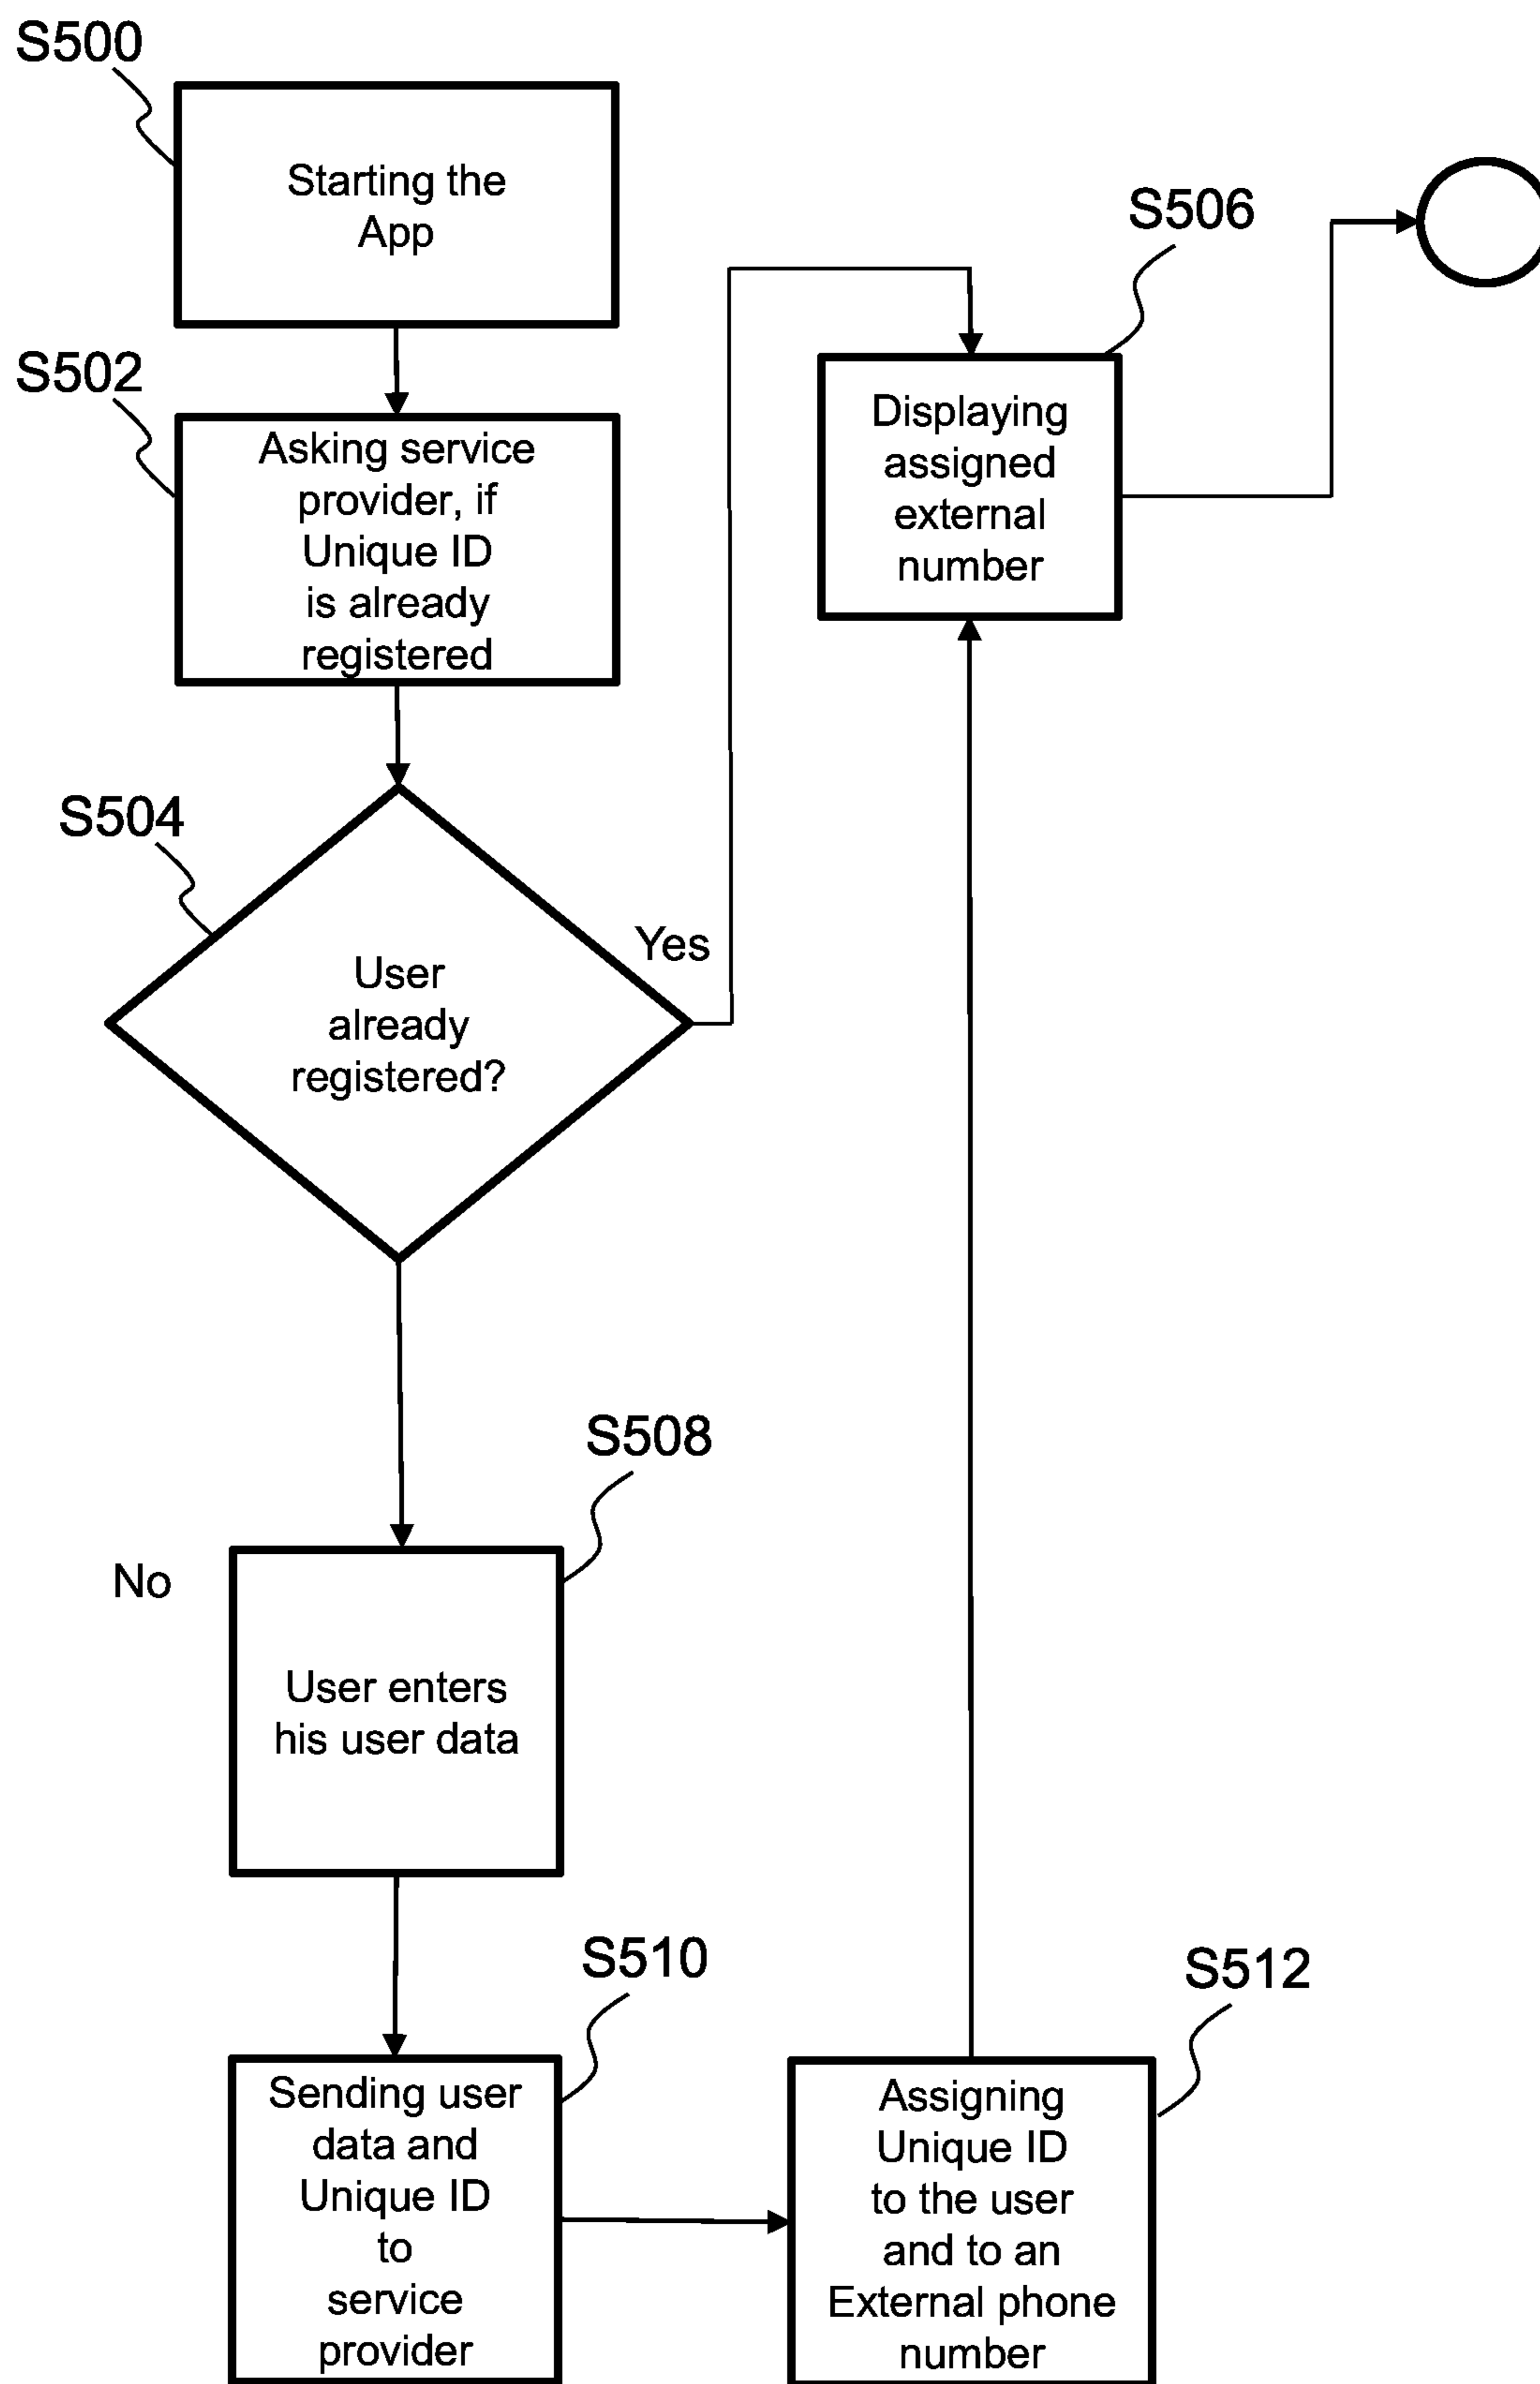 S500
Starting the
App
S502
Asking service
provider, if
Unique ID
is already
registered
S504
User
already
registered?
Yes
S506
Displaying
assigned
external
number
No
S508
User enters
his user data
S510
Sending user
data and
Unique ID
to
service
provider
S512
Assigning
Unique ID
to the user
and to an
External phone
number